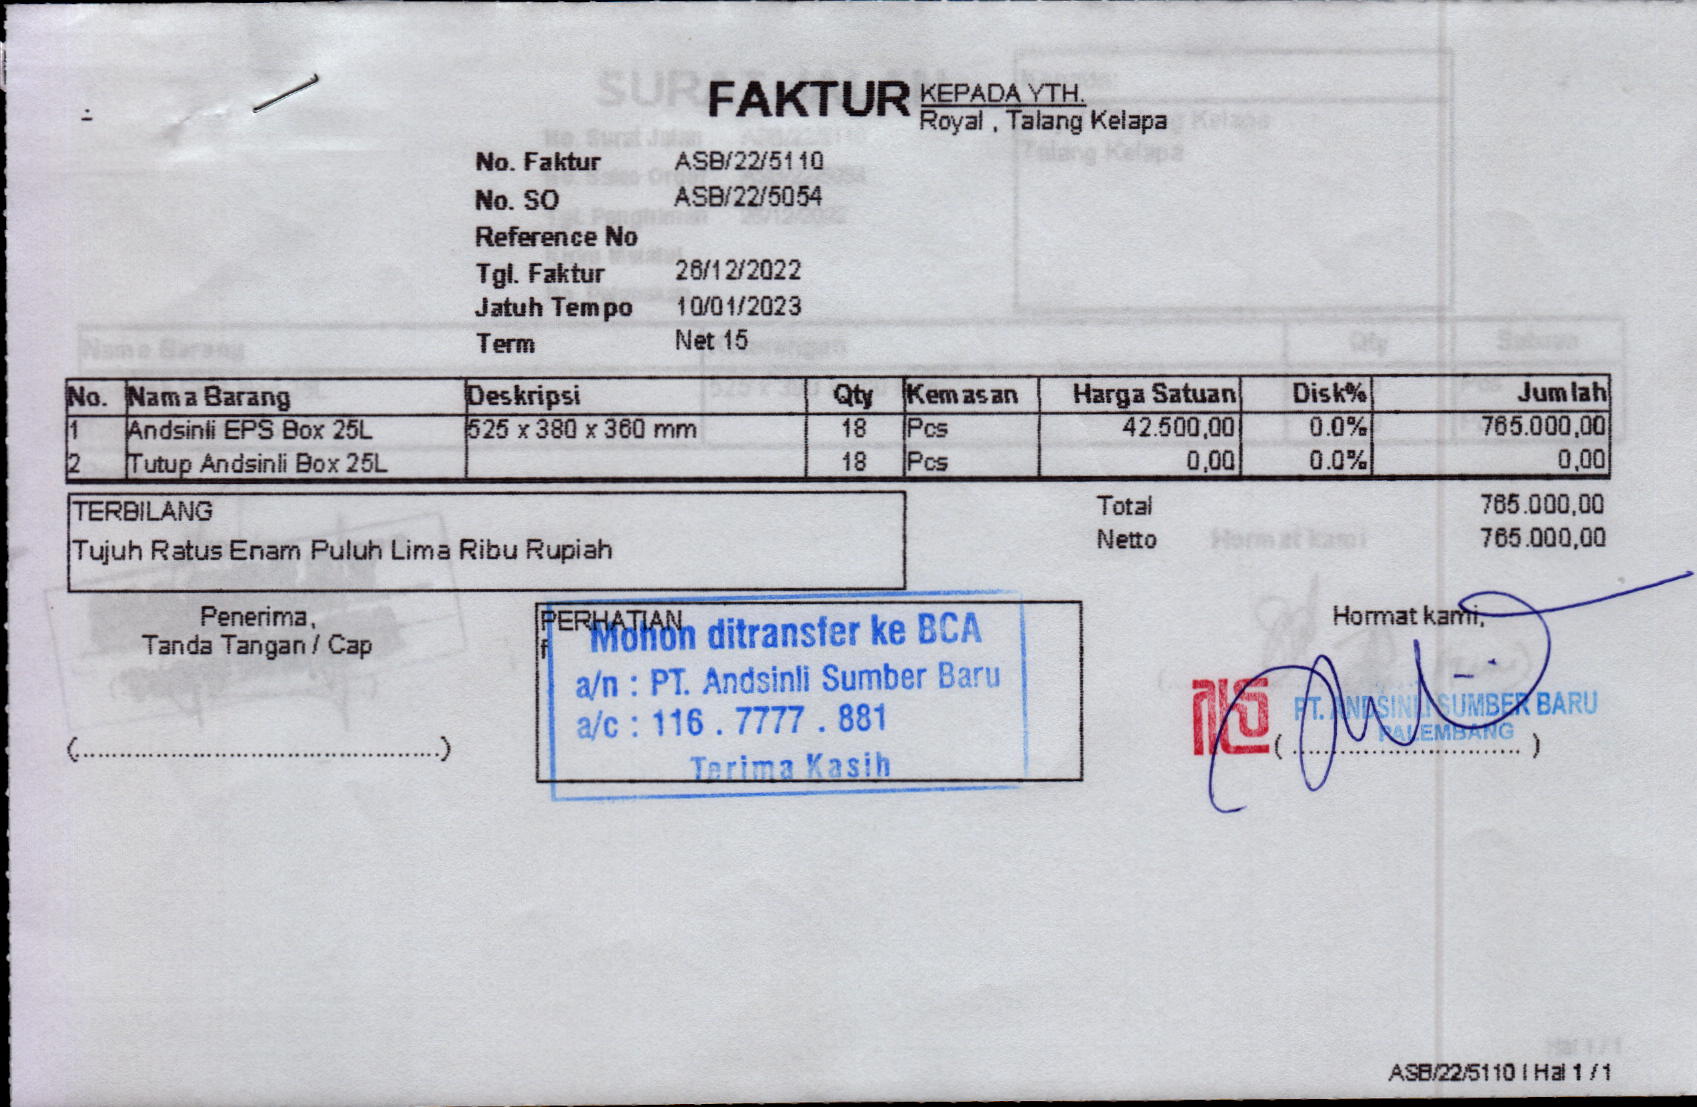 FAKTUR
KEPADA YTH.
Royal , Talang Kelapa
No. Faktur ASB/22/5110
No. SO ASB/22/5054
Reference No
Tgl. Faktur 26/12/2022
Jatuh Tempo 10/01/2023
Term Net 15
No. Nama Barang Deskripsi Qty Kemasan Harga Satuan Disk% Jumlah
1 Andsinli EPS Box 25L 525 x 380 x 360 mm 18 Pcs 42.500,00 0.0% 765.000,00
2 Tutup Andsinli Box 25L 18 Pcs 0,00 0.0% 0,00
TERBILANG
Tujuh Ratus Enam Puluh Lima Ribu Rupiah
Total 765.000,00
Netto 765.000,00
Penerima,
Tanda Tangan / Cap
(..................................................)
PERHATIAN
f
Mohon ditransfer ke BCA
a/n : PT. Andsinli Sumber Baru
a/c : 116 . 7777 . 881
Terima Kasih
Hormat kami,
PT. ANDSINLI SUMBER BARU
PALEMBANG
(................................)
ASB/22/5110 | Hal 1 / 1